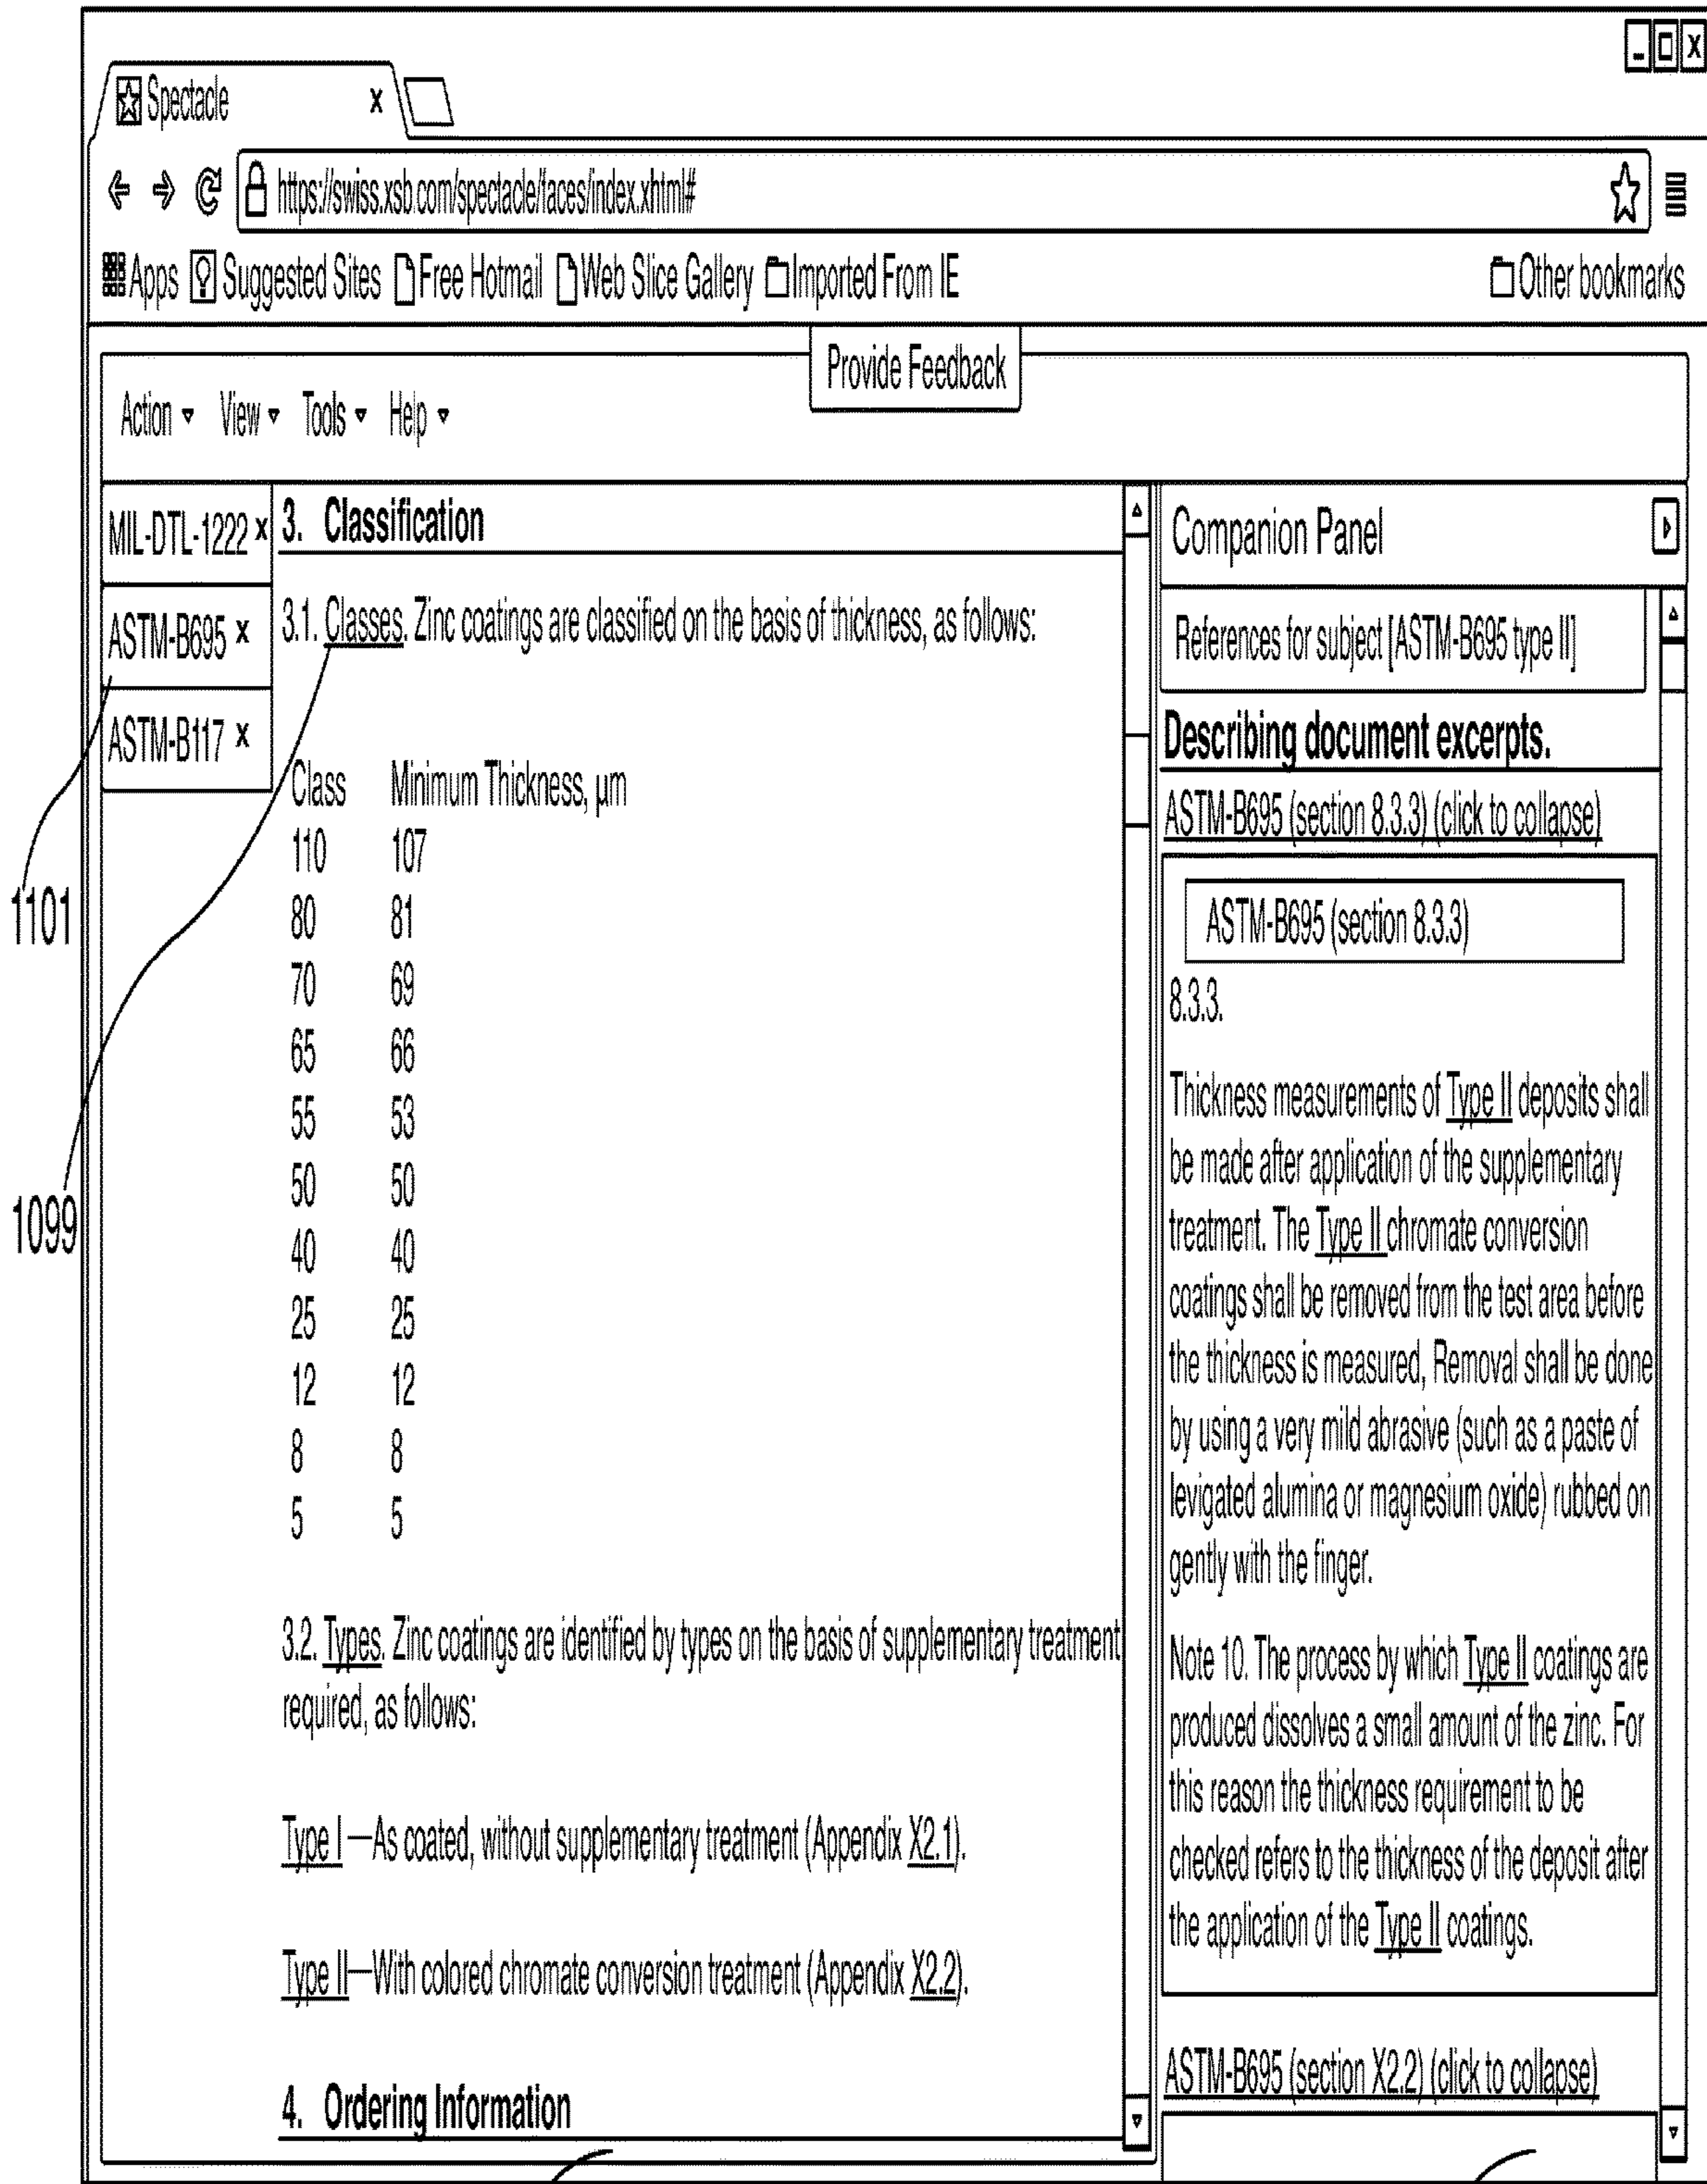 Spectacle x
https://swiss.xsb.com/spectacle/faces/index.xhtml#
Apps Suggested Sites Free Hotmail Web Slice Gallery Imported From IE Other bookmarks
Provide Feedback
Action View Tools Help
MIL-DTL-1222 x
ASTM-B695 x
ASTM-B117 x
1101
1099
3. Classification
3.1. Classes. Zinc coatings are classified on the basis of thickness, as follows:
Class Minimum Thickness, µm
110 107
80 81
70 69
65 66
55 53
50 50
40 40
25 25
12 12
8 8
5 5
3.2. Types. Zinc coatings are identified by types on the basis of supplementary treatment
required, as follows:
Type I—As coated, without supplementary treatment (Appendix X2.1).
Type II—With colored chromate conversion treatment (Appendix X2.2).
4. Ordering Information
Companion Panel
References for subject [ASTM-B695 type II]
Describing document excerpts.
ASTM-B695 (section 8.3.3) (click to collapse)
ASTM-B695 (section 8.3.3)
8.3.3.
Thickness measurements of Type II deposits shall
be made after application of the supplementary
treatment. The Type II chromate conversion
coatings shall be removed from the test area before
the thickness is measured, Removal shall be done
by using a very mild abrasive (such as a paste of
levigated alumina or magnesium oxide) rubbed on
gently with the finger.
Note 10. The process by which Type II coatings are
produced dissolves a small amount of the zinc. For
this reason the thickness requirement to be
checked refers to the thickness of the deposit after
the application of the Type II coatings.
ASTM-B695 (section X2.2) (click to collapse)